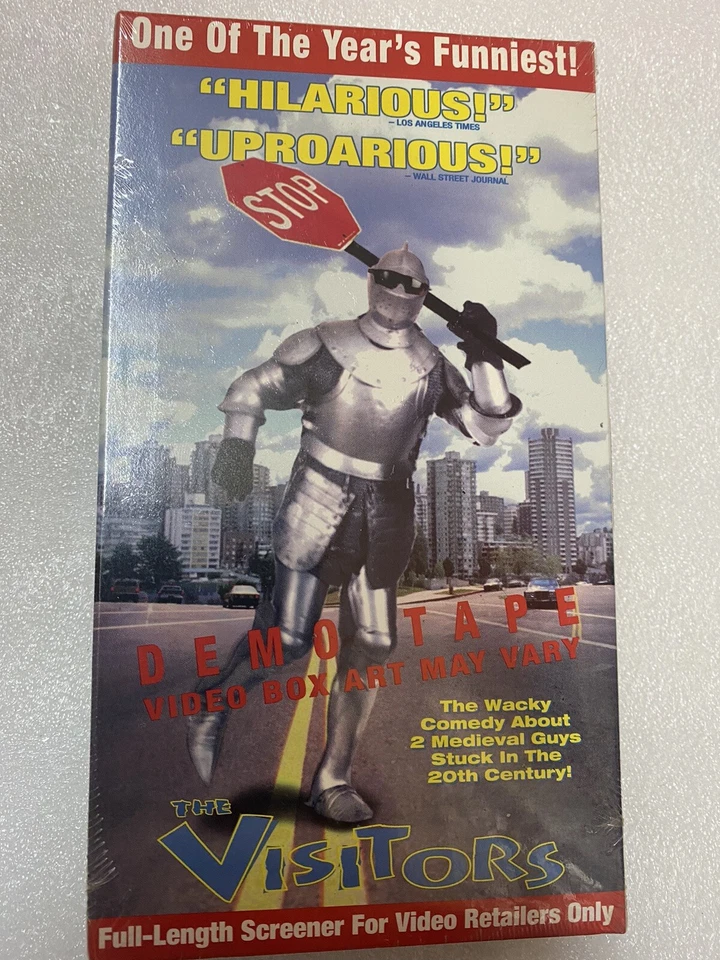 One Of The Year's Funniest!
"HILARIOUS!"
– LOS ANGELES TIMES
"UPROARIOUS!"
– WALL STREET JOURNAL
STOP
DEMO TAPE
VIDEO BOX ART MAY VARY
The Wacky
Comedy About
2 Medieval Guys
Stuck In The
20th Century!
THE
VISITORS
Full-Length Screener For Video Retailers Only